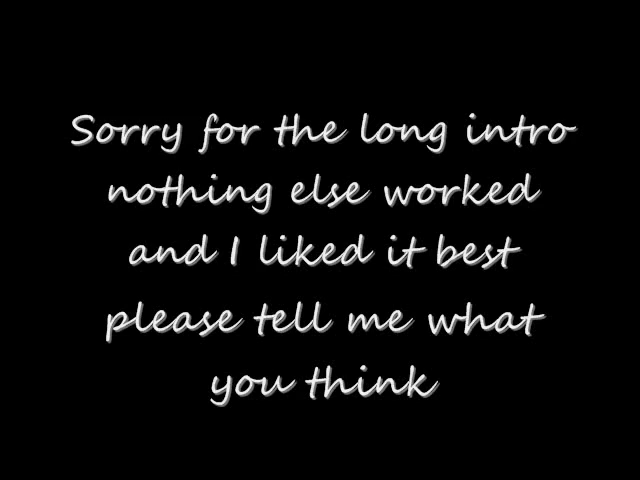 Sorry for the long intro
nothing else worked
and I liked it best
please tell me what
you think